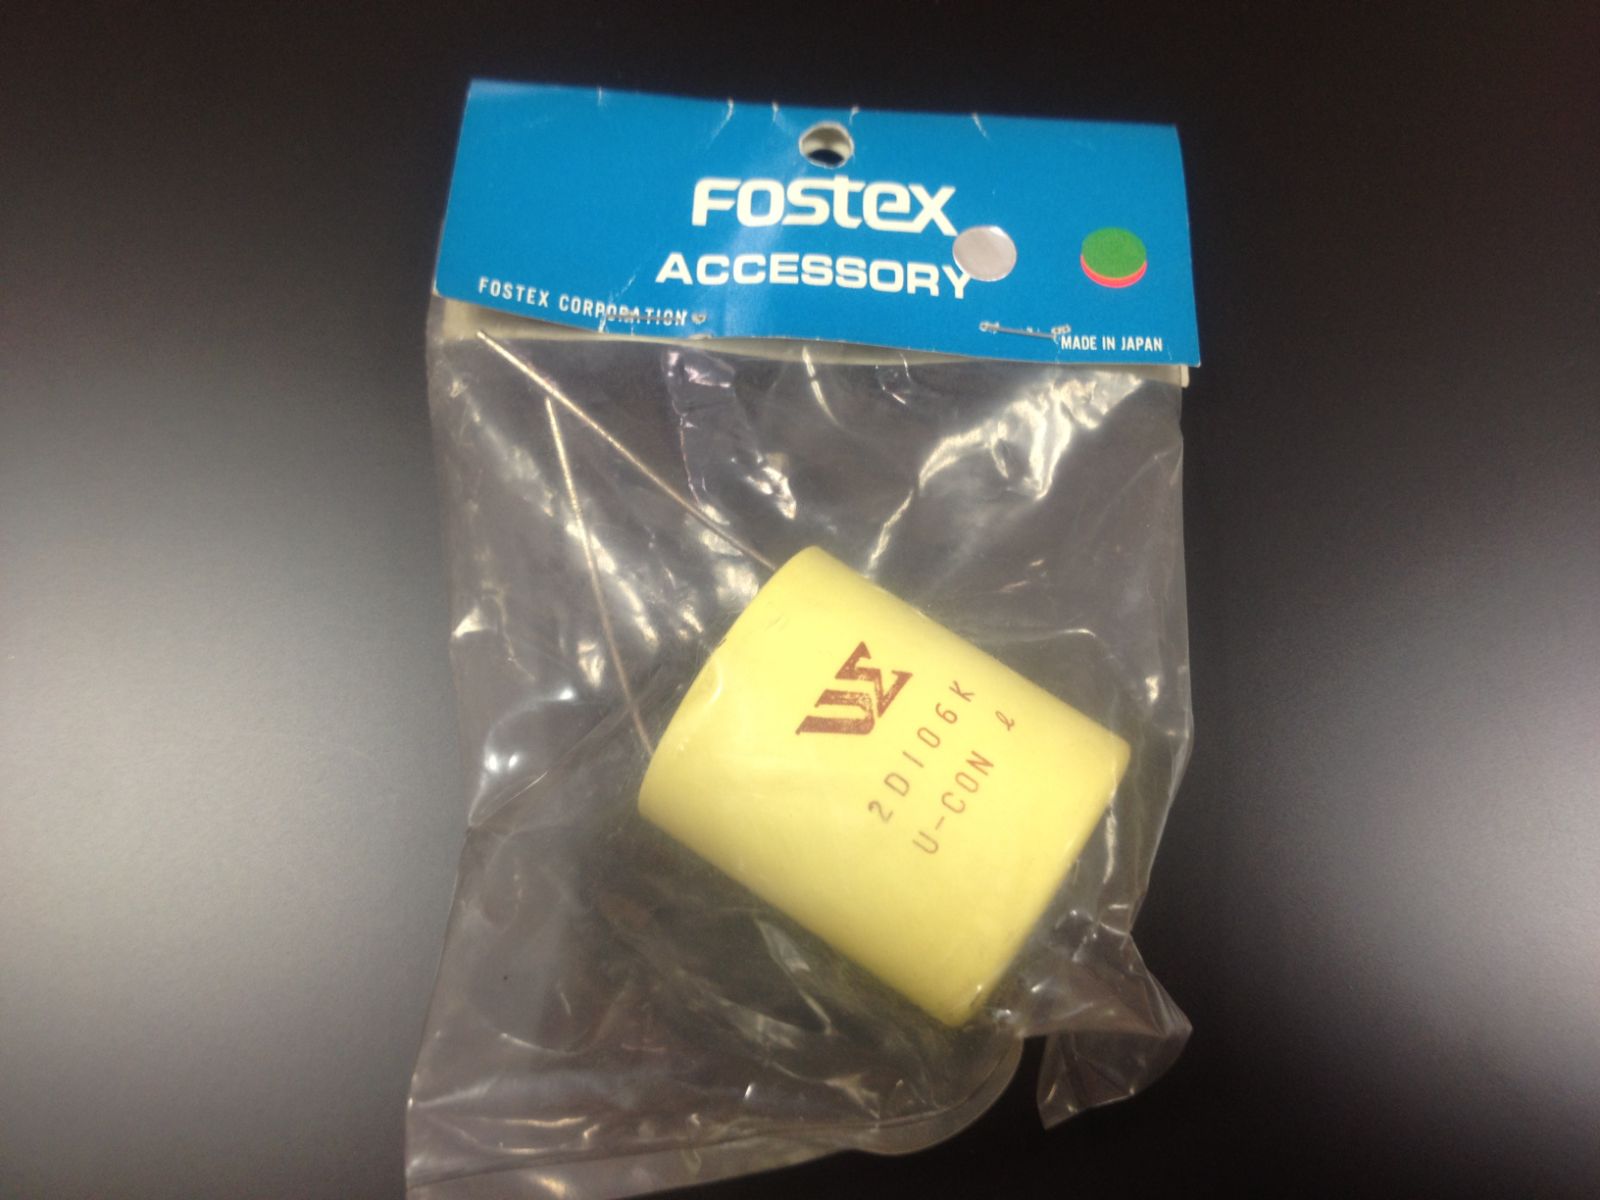 Fostex
ACCESSORY
FOSTEX CORPORATION
MADE IN JAPAN
2D106K
U-CON ℓ